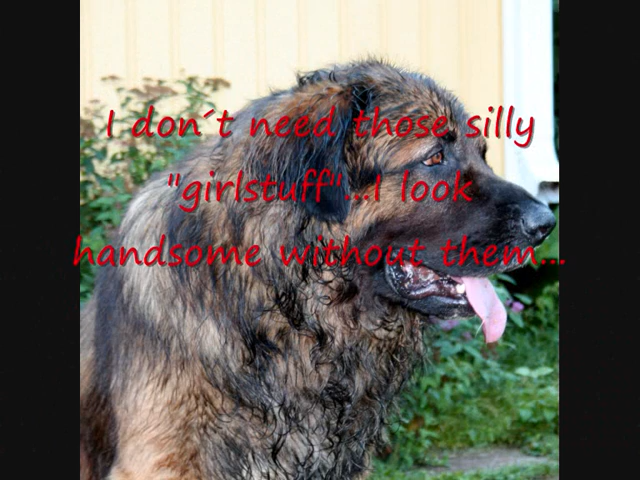 I don´t need those silly
"girlstuff"...I look
handsome without them...